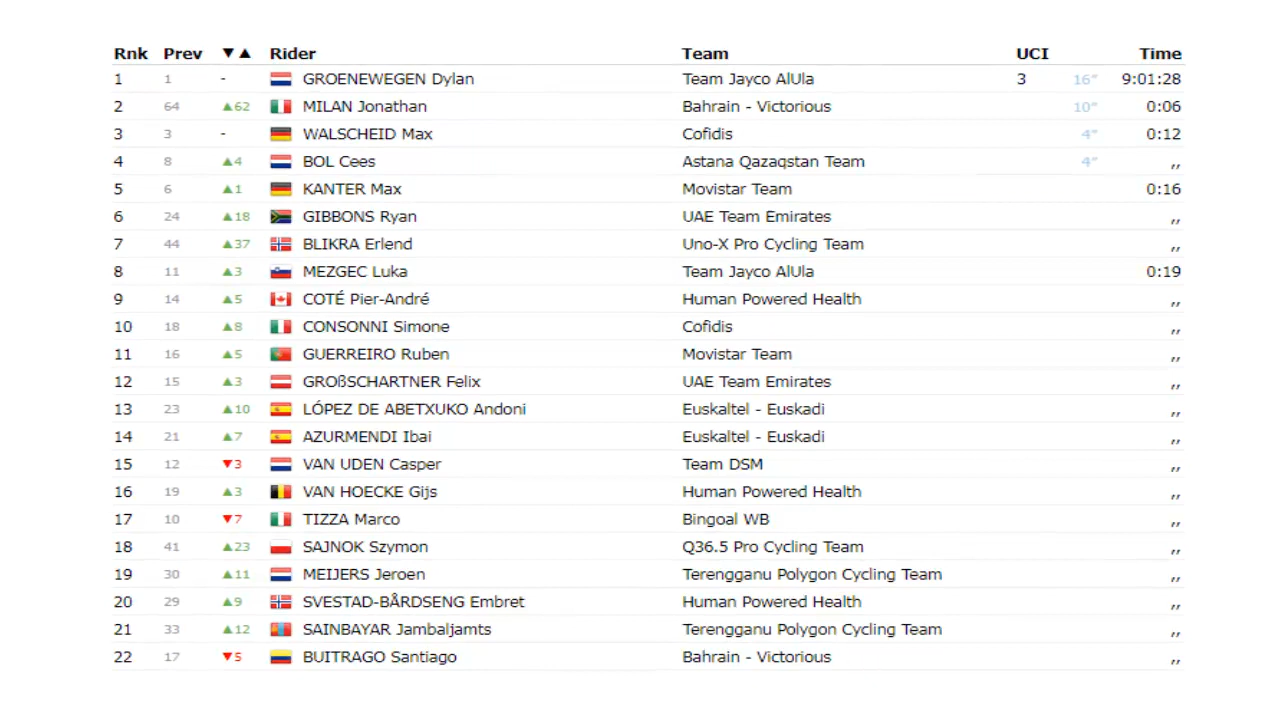 Rnk Prev ▼▲ Rider Team UCI Time
1 1 - GROENEWEGEN Dylan Team Jayco AlUla 3 16″ 9:01:28
2 64 ▲62 MILAN Jonathan Bahrain - Victorious 10″ 0:06
3 3 - WALSCHEID Max Cofidis 4″ 0:12
4 8 ▲4 BOL Cees Astana Qazaqstan Team 4″ ,,
5 6 ▲1 KANTER Max Movistar Team 0:16
6 24 ▲18 GIBBONS Ryan UAE Team Emirates ,,
7 44 ▲37 BLIKRA Erlend Uno-X Pro Cycling Team ,,
8 11 ▲3 MEZGEC Luka Team Jayco AlUla 0:19
9 14 ▲5 COTÉ Pier-André Human Powered Health ,,
10 18 ▲8 CONSONNI Simone Cofidis ,,
11 16 ▲5 GUERREIRO Ruben Movistar Team ,,
12 15 ▲3 GROßSCHARTNER Felix UAE Team Emirates ,,
13 23 ▲10 LÓPEZ DE ABETXUKO Andoni Euskaltel - Euskadi ,,
14 21 ▲7 AZURMENDI Ibai Euskaltel - Euskadi ,,
15 12 ▼3 VAN UDEN Casper Team DSM ,,
16 19 ▲3 VAN HOECKE Gijs Human Powered Health ,,
17 10 ▼7 TIZZA Marco Bingoal WB ,,
18 41 ▲23 SAJNOK Szymon Q36.5 Pro Cycling Team ,,
19 30 ▲11 MEIJERS Jeroen Terengganu Polygon Cycling Team ,,
20 29 ▲9 SVESTAD-BÅRDSENG Embret Human Powered Health ,,
21 33 ▲12 SAINBAYAR Jambaljamts Terengganu Polygon Cycling Team ,,
22 17 ▼5 BUITRAGO Santiago Bahrain - Victorious ,,